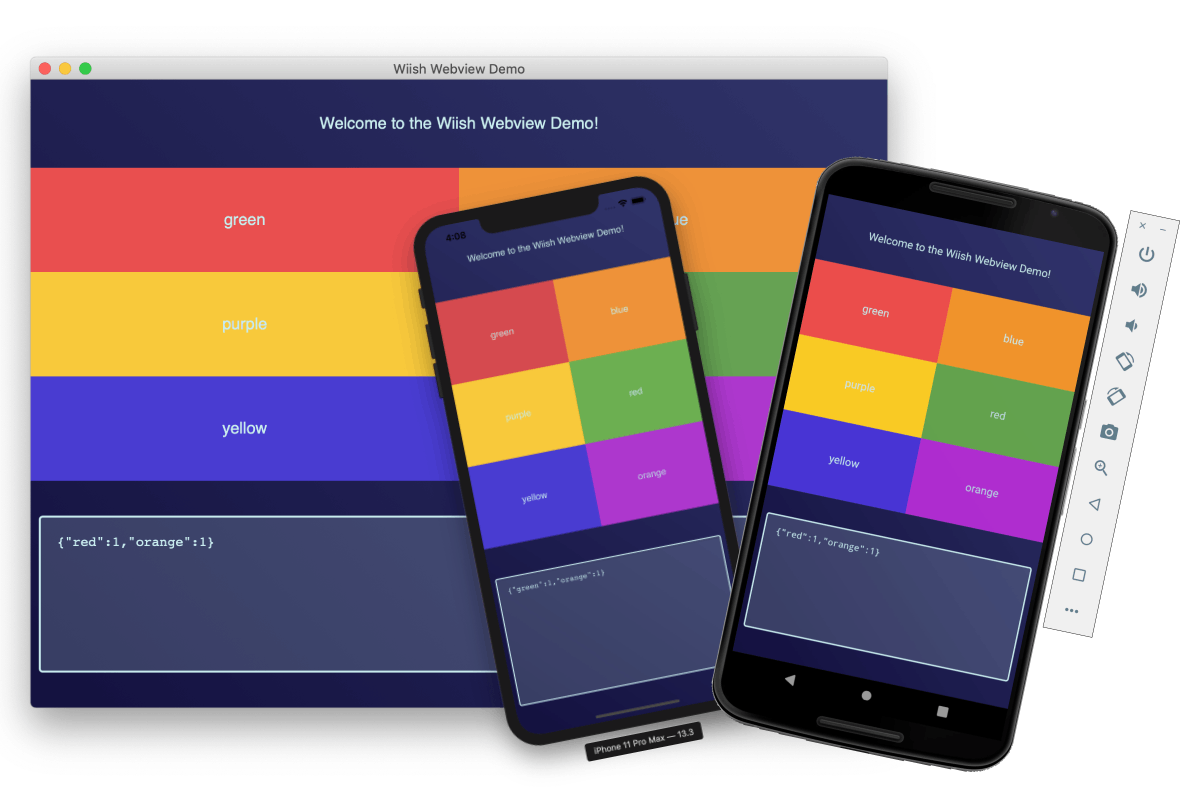 Wiish Webview Demo
Welcome to the Wiish Webview Demo!
green
ue
purple
yellow
{"red":1,"orange":1}
4:08
Welcome to the Wiish Webview Demo!
green
blue
purple
red
yellow
orange
{"green":1,"orange":1}
iPhone 11 Pro Max — 13.3
Welcome to the Wiish Webview Demo!
green
blue
purple
red
yellow
orange
{"red":1,"orange":1}